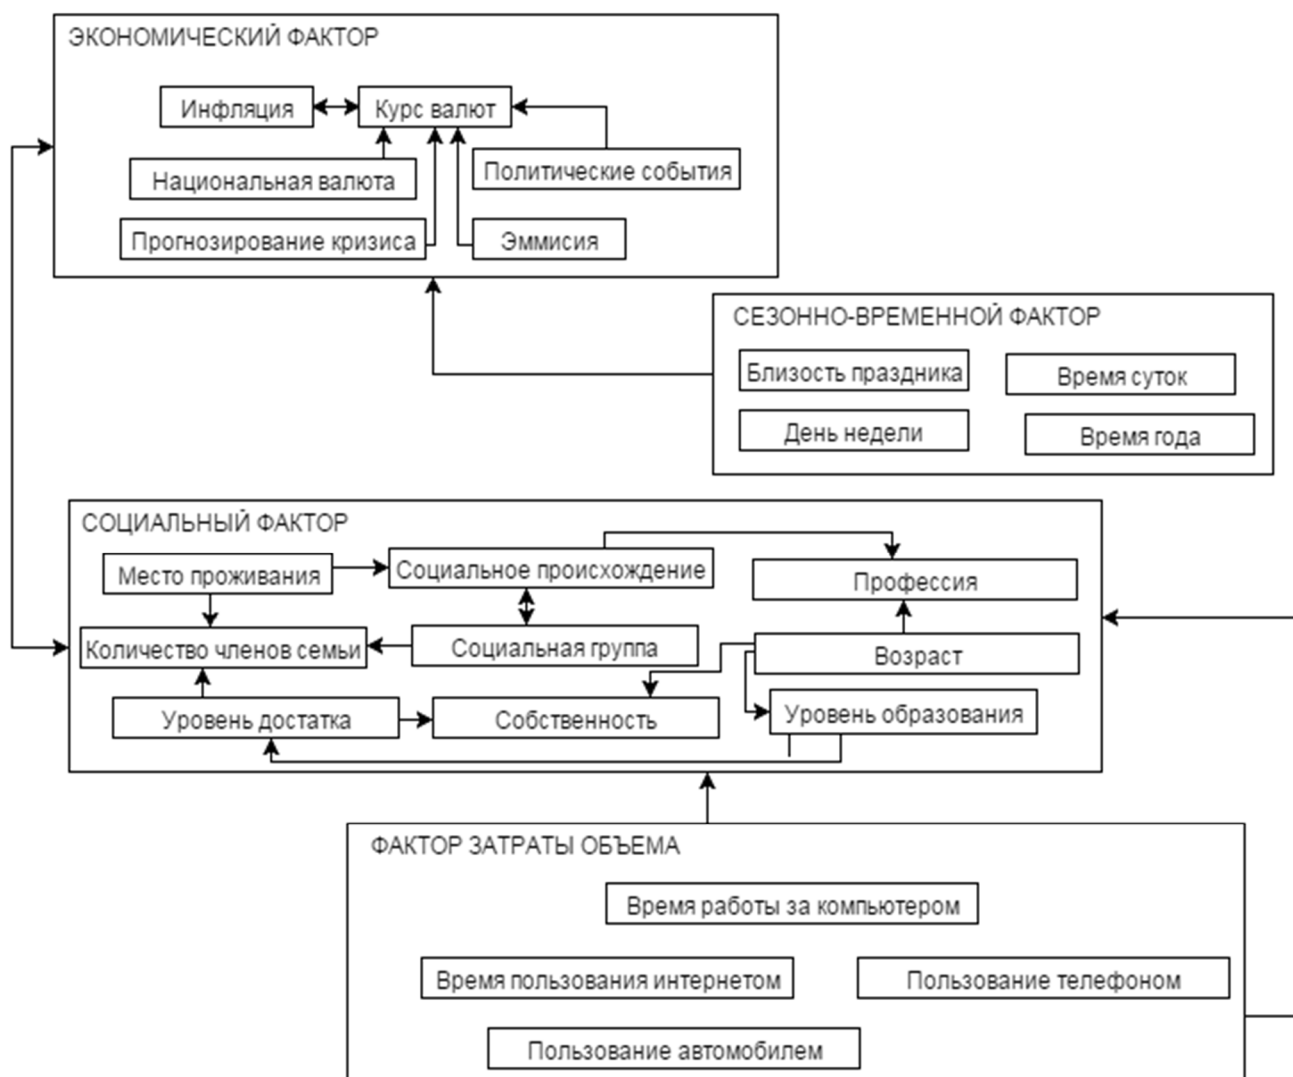 ЭКОНОМИЧЕСКИЙ ФАКТОР
Инфляция
Курс валют
Национальная валюта
Политические события
Прогнозирование кризиса
Эммисия
СЕЗОННО-ВРЕМЕННОЙ ФАКТОР
Близость праздника
Время суток
День недели
Время года
СОЦИАЛЬНЫЙ ФАКТОР
Место проживания
Социальное происхождение
Профессия
Количество членов семьи
Социальная группа
Возраст
Уровень достатка
Собственность
Уровень образования
ФАКТОР ЗАТРАТЫ ОБЪЕМА
Время работы за компьютером
Время пользования интернетом
Пользование телефоном
Пользование автомобилем